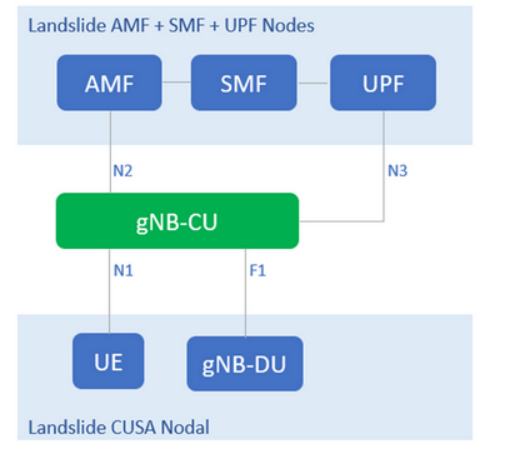 Landslide AMF + SMF + UPF Nodes
AMF
SMF
UPF
N2
N3
gNB-CU
N1
F1
UE
gNB-DU
Landslide CUSA Nodal